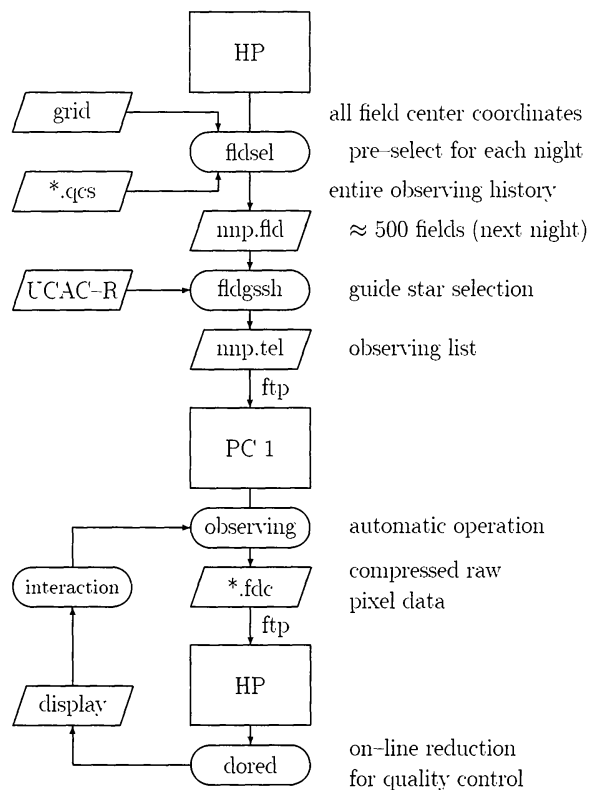 HP
grid
all field center coordinates
fldsel
pre–select for each night
*.qcs
entire observing history
nnp.fld
≈ 500 fields (next night)
UCAC–R
fldgssh
guide star selection
nnp.tel
observing list
ftp
PC 1
observing
automatic operation
interaction
*.fdc
compressed raw
pixel data
ftp
HP
display
dored
on–line reduction
for quality control